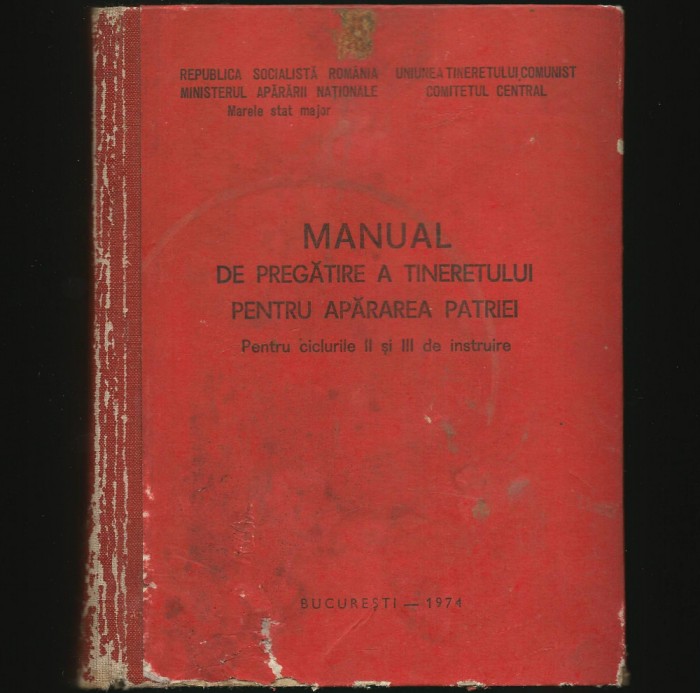 REPUBLICA SOCIALISTĂ ROMÂNIA
MINISTERUL APĂRĂRII NAȚIONALE
Marele stat major
UNIUNEA TINERETULUI COMUNIST
COMITETUL CENTRAL
MANUAL
DE PREGĂTIRE A TINERETULUI
PENTRU APĂRAREA PATRIEI
Pentru ciclurile II și III de instruire
BUCUREȘTI — 1974